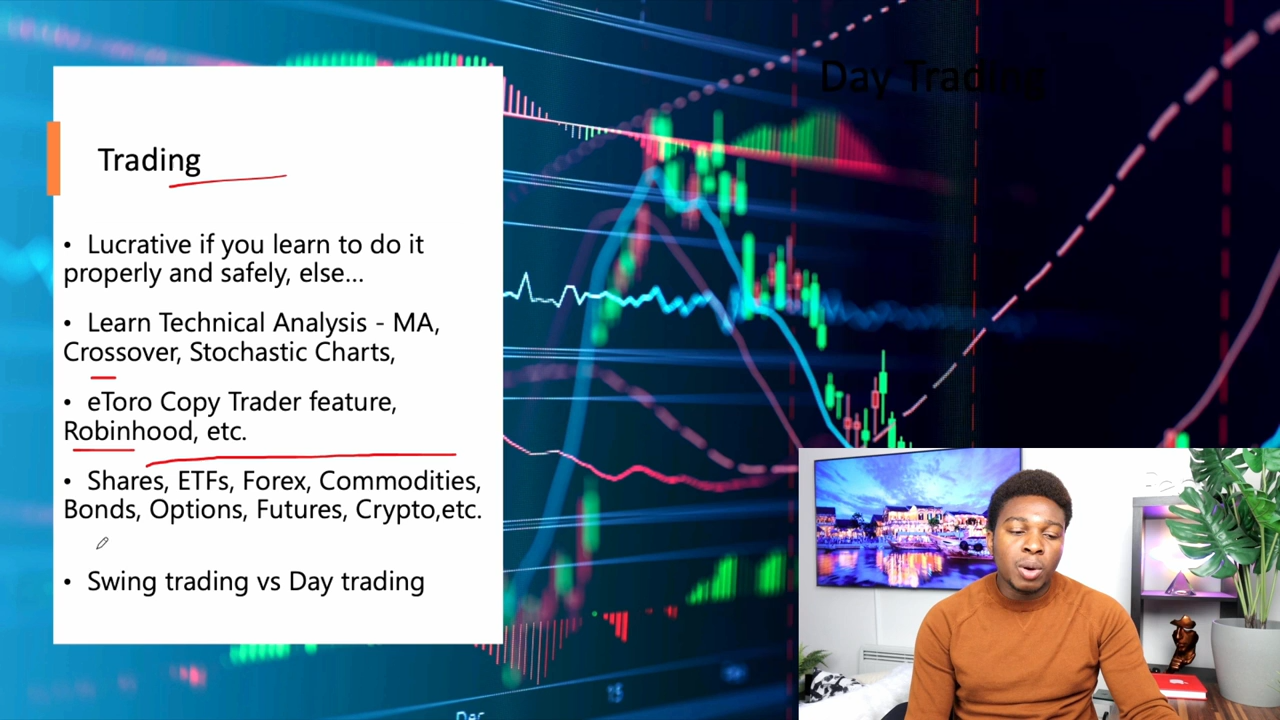 Day Trading
Trading
• Lucrative if you learn to do it
properly and safely, else...
• Learn Technical Analysis - MA,
Crossover, Stochastic Charts,
• eToro Copy Trader feature,
Robinhood, etc.
• Shares, ETFs, Forex, Commodities,
Bonds, Options, Futures, Crypto,etc.
• Swing trading vs Day trading
Dec